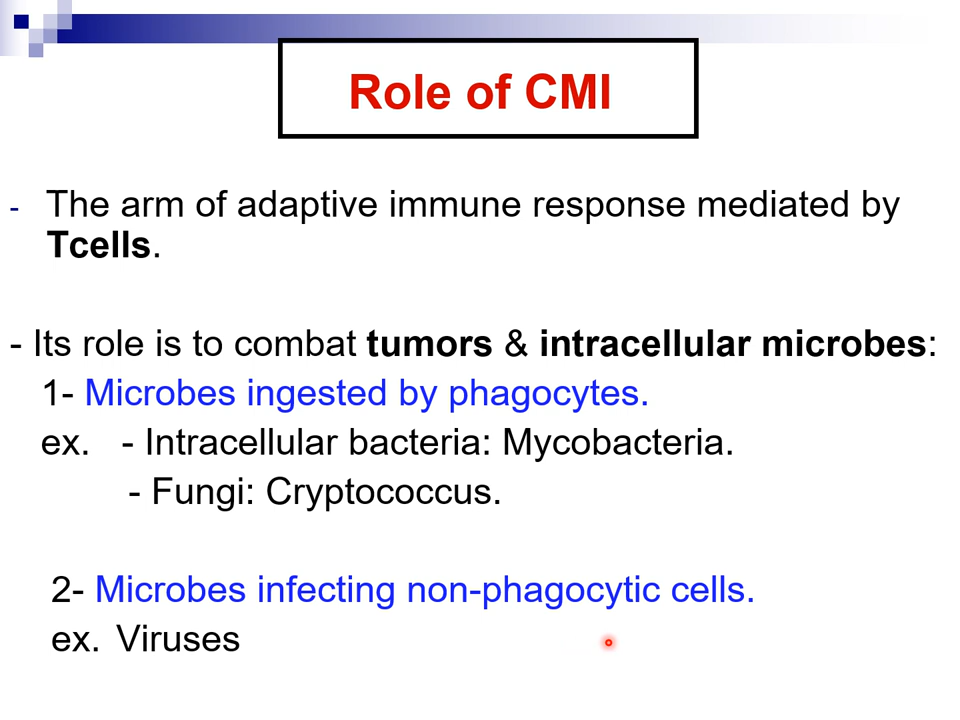 Role of CMI
- The arm of adaptive immune response mediated by
Tcells.
- Its role is to combat tumors & intracellular microbes:
1- Microbes ingested by phagocytes.
ex. - Intracellular bacteria: Mycobacteria.
- Fungi: Cryptococcus.
2- Microbes infecting non-phagocytic cells.
ex. Viruses